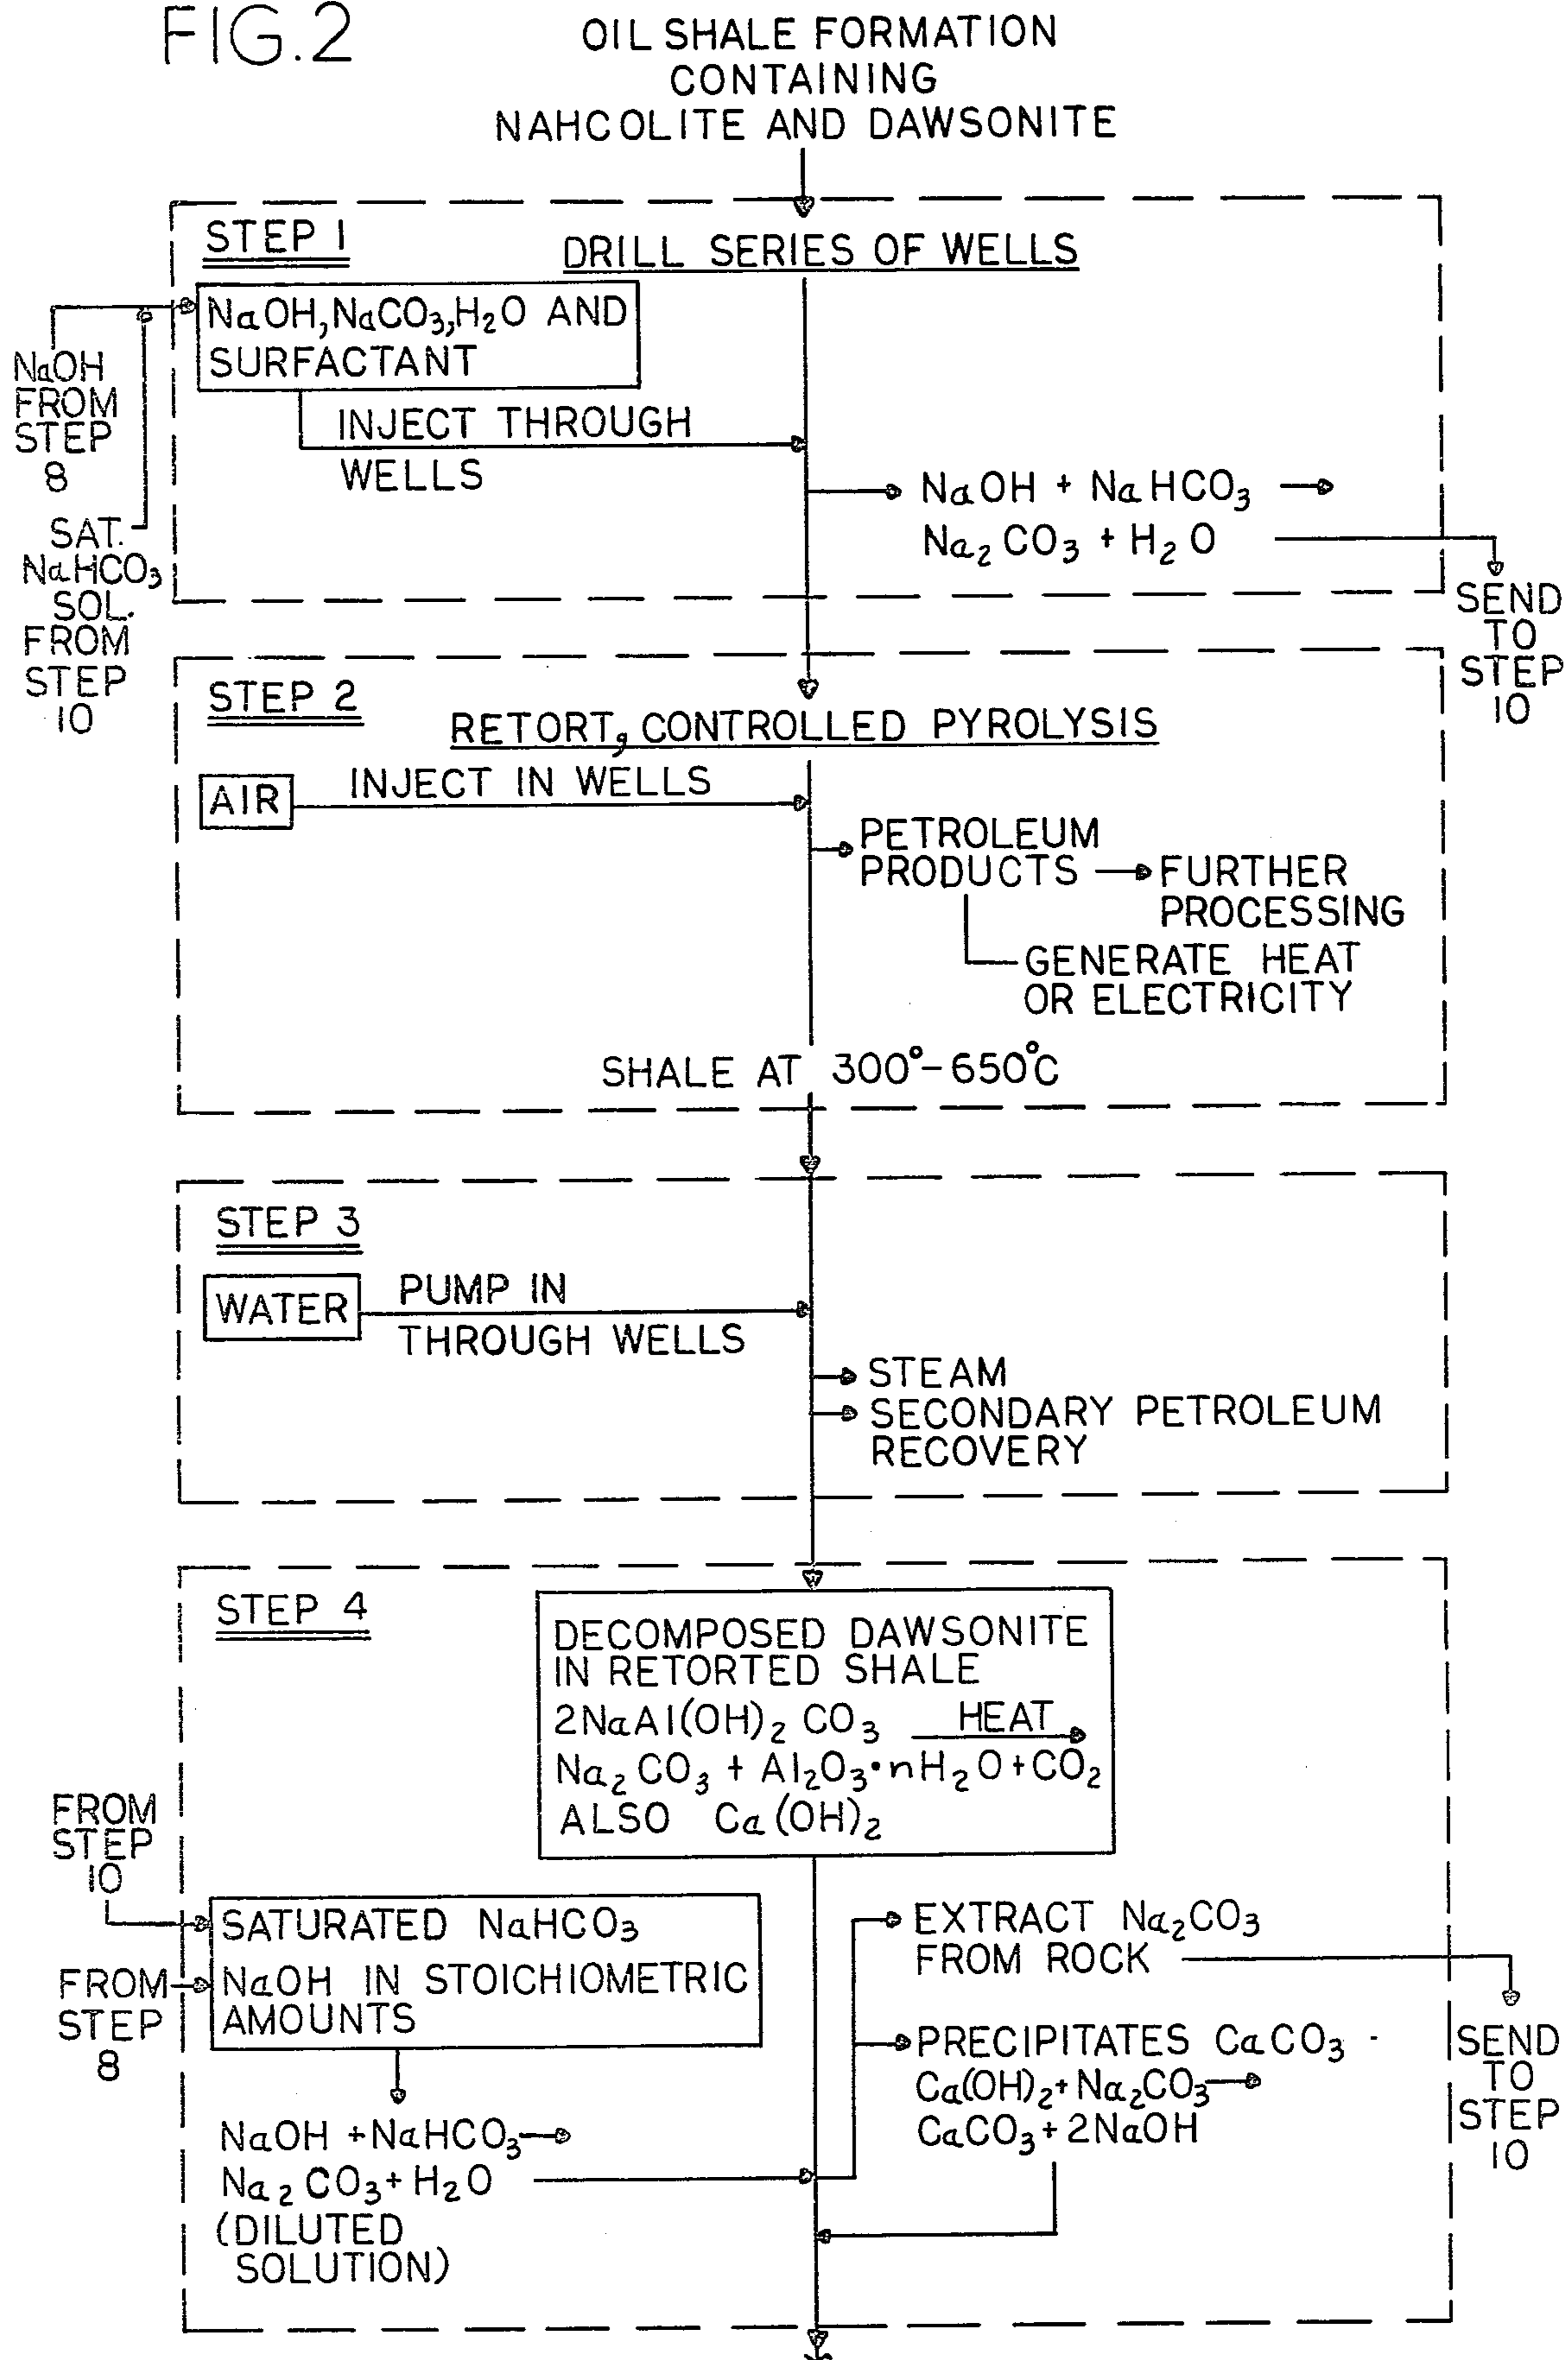 FIG.2
OIL SHALE FORMATION
CONTAINING
NAHCOLITE AND DAWSONITE
STEP 1
DRILL SERIES OF WELLS
NaOH, NaCO₃, H₂O AND
SURFACTANT
NaOH
FROM
STEP
8
INJECT THROUGH
WELLS
SAT.
NaHCO₃
SOL.
FROM
STEP
10
NaOH + NaHCO₃ →
Na₂CO₃ + H₂O
SEND
TO
STEP
10
STEP 2
RETORT, CONTROLLED PYROLYSIS
AIR
INJECT IN WELLS
PETROLEUM
PRODUCTS → FURTHER
PROCESSING
GENERATE HEAT
OR ELECTRICITY
SHALE AT 300°-650°C
STEP 3
WATER
PUMP IN
THROUGH WELLS
STEAM
SECONDARY PETROLEUM
RECOVERY
STEP 4
DECOMPOSED DAWSONITE
IN RETORTED SHALE
2NaAl(OH)₂CO₃ HEAT →
Na₂CO₃ + Al₂O₃·nH₂O + CO₂
ALSO Ca(OH)₂
FROM
STEP
10
SATURATED NaHCO₃
NaOH IN STOICHIOMETRIC
AMOUNTS
FROM
STEP
8
NaOH + NaHCO₃ →
Na₂CO₃ + H₂O
(DILUTED
SOLUTION)
EXTRACT Na₂CO₃
FROM ROCK
PRECIPITATES CaCO₃ -
Ca(OH)₂ + Na₂CO₃ →
CaCO₃ + 2NaOH
SEND
TO
STEP
10